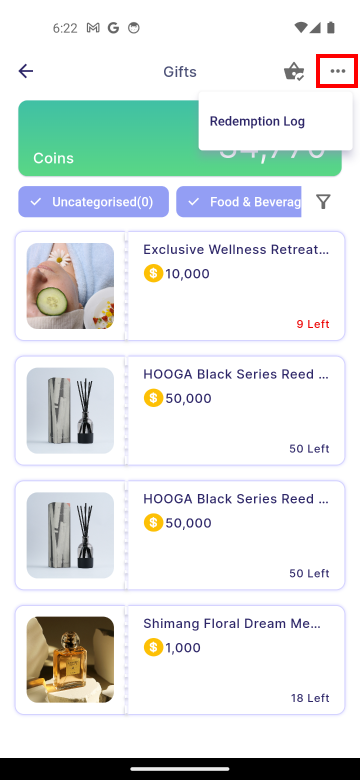 6:22
Gifts
Redemption Log
Coins
Uncategorised(0)
Food & Beverag
Exclusive Wellness Retreat...
$ 10,000
9 Left
HOOGA Black Series Reed ...
$ 50,000
50 Left
HOOGA Black Series Reed ...
$ 50,000
50 Left
Shimang Floral Dream Me...
$ 1,000
18 Left